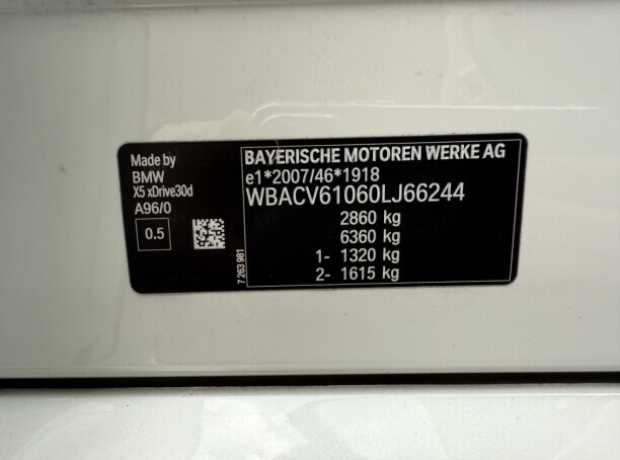 Made by
BMW
X5 xDrive30d
A96/0
0.5
7 263 981
BAYERISCHE MOTOREN WERKE AG
e1*2007/46*1918
WBACV61060LJ66244
2860 kg
6360 kg
1- 1320 kg
2- 1615 kg